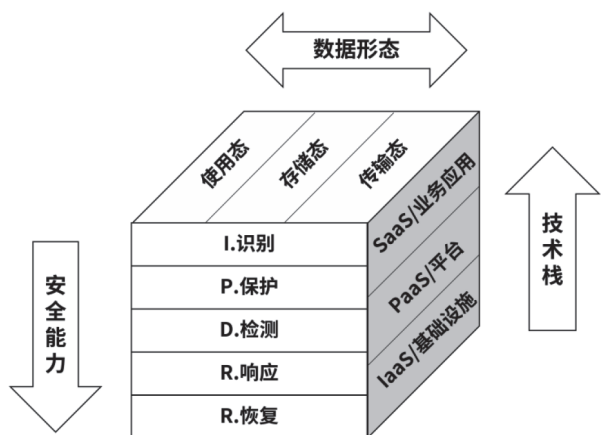 数据形态
使用态
存储态
传输态
I.识别
P.保护
D.检测
R.响应
R.恢复
SaaS/业务应用
PaaS/平台
IaaS/基础设施
安全能力
技术栈